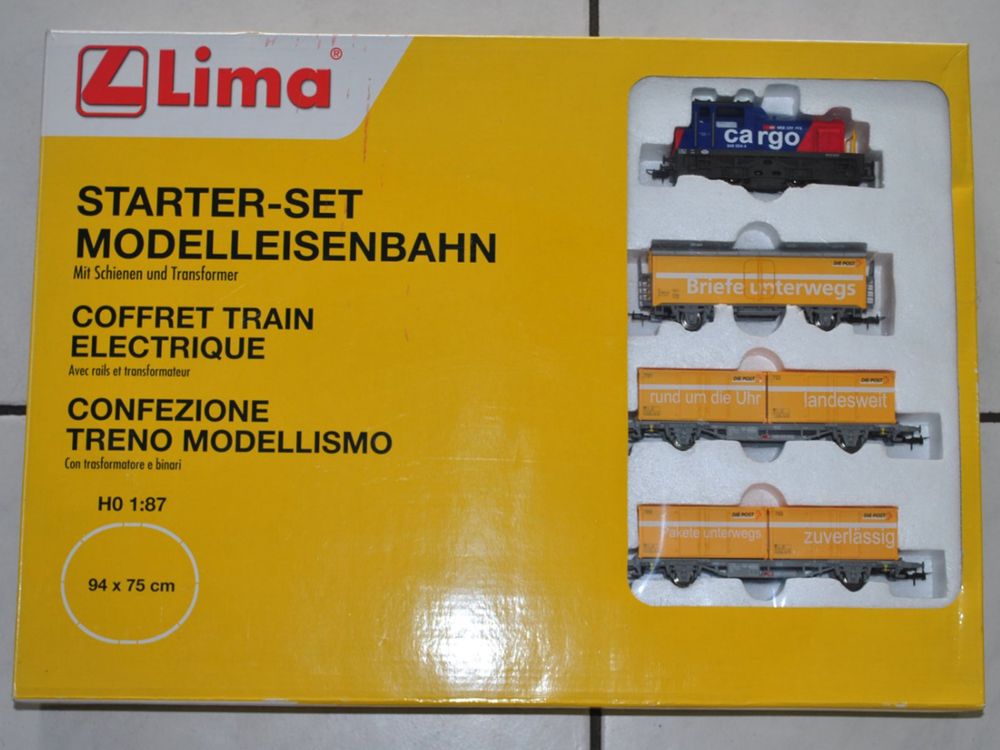 Lima®
STARTER-SET
MODELLEISENBAHN
Mit Schienen und Transformer
COFFRET TRAIN
ELECTRIQUE
Avec rails et transformateur
CONFEZIONE
TRENO MODELLISMO
Con trasformatore e binari
H0 1:87
94 x 75 cm
cargo
DIE POST
Briefe unterwegs
DIE POST DIE POST
rund um die Uhr landesweit
DIE POST DIE POST
Pakete unterwegs zuverlässig